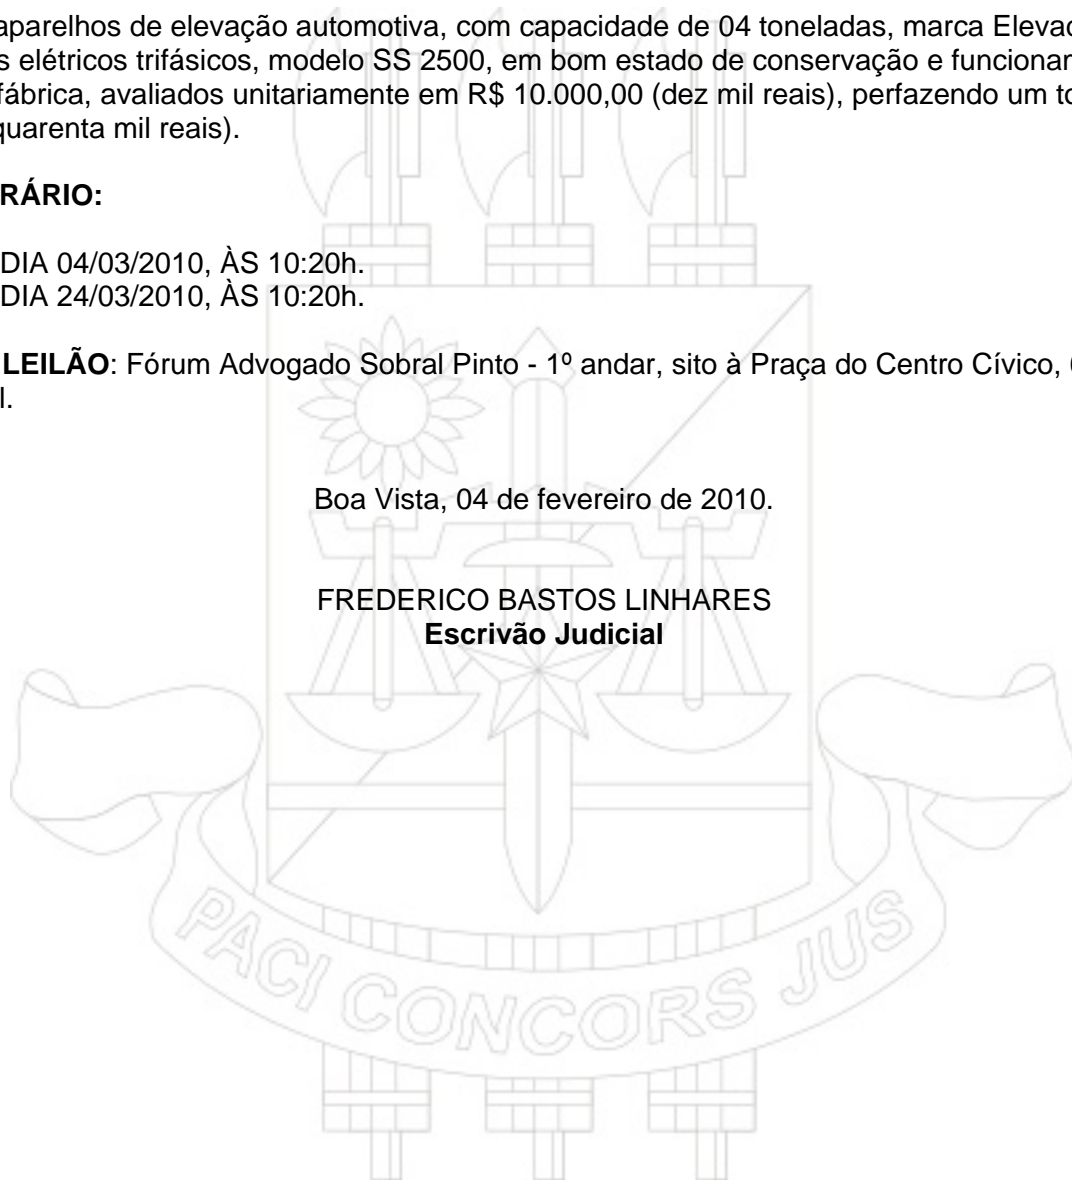 aparelhos de elevação automotiva, com capacidade de 04 toneladas, marca Elevac
s elétricos trifásicos, modelo SS 2500, em bom estado de conservação e funcionar
fábrica, avaliados unitariamente em R$ 10.000,00 (dez mil reais), perfazendo um to
quarenta mil reais).
RÁRIO:
DIA 04/03/2010, ÀS 10:20h.
DIA 24/03/2010, ÀS 10:20h.
LEILÃO: Fórum Advogado Sobral Pinto - 1º andar, sito à Praça do Centro Cívico,
l.
Boa Vista, 04 de fevereiro de 2010.
FREDERICO BASTOS LINHARES
Escrivão Judicial
PACI CONCORS JUS